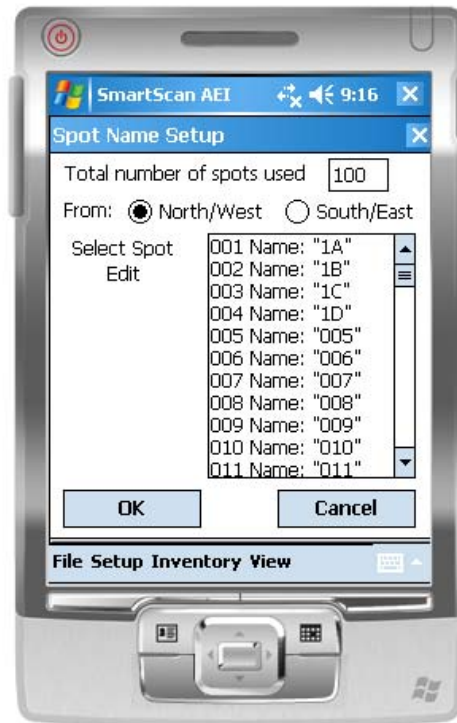 SmartScan AEI 9:16
Spot Name Setup
Total number of spots used 100
From: North/West South/East
Select Spot
Edit
001 Name: "1A"
002 Name: "1B"
003 Name: "1C"
004 Name: "1D"
005 Name: "005"
006 Name: "006"
007 Name: "007"
008 Name: "008"
009 Name: "009"
010 Name: "010"
011 Name: "011"
OK Cancel
File Setup Inventory View